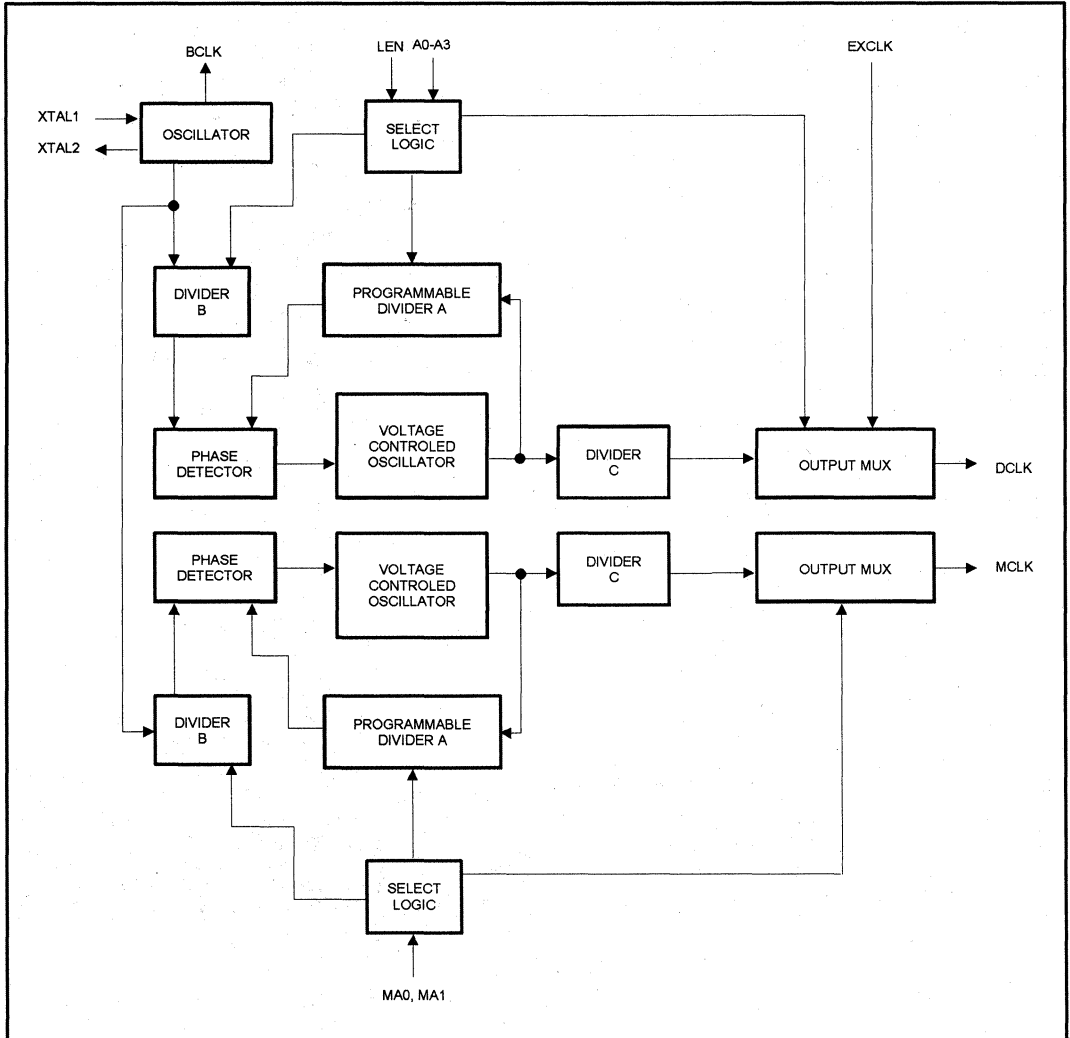 BCLK
LEN A0-A3
EXCLK
XTAL1
XTAL2
OSCILLATOR
SELECT
LOGIC
DIVIDER
B
PROGRAMMABLE
DIVIDER A
PHASE
DETECTOR
VOLTAGE
CONTROLED
OSCILLATOR
DIVIDER
C
OUTPUT MUX
DCLK
PHASE
DETECTOR
VOLTAGE
CONTROLED
OSCILLATOR
DIVIDER
C
OUTPUT MUX
MCLK
DIVIDER
B
PROGRAMMABLE
DIVIDER A
SELECT
LOGIC
MA0, MA1